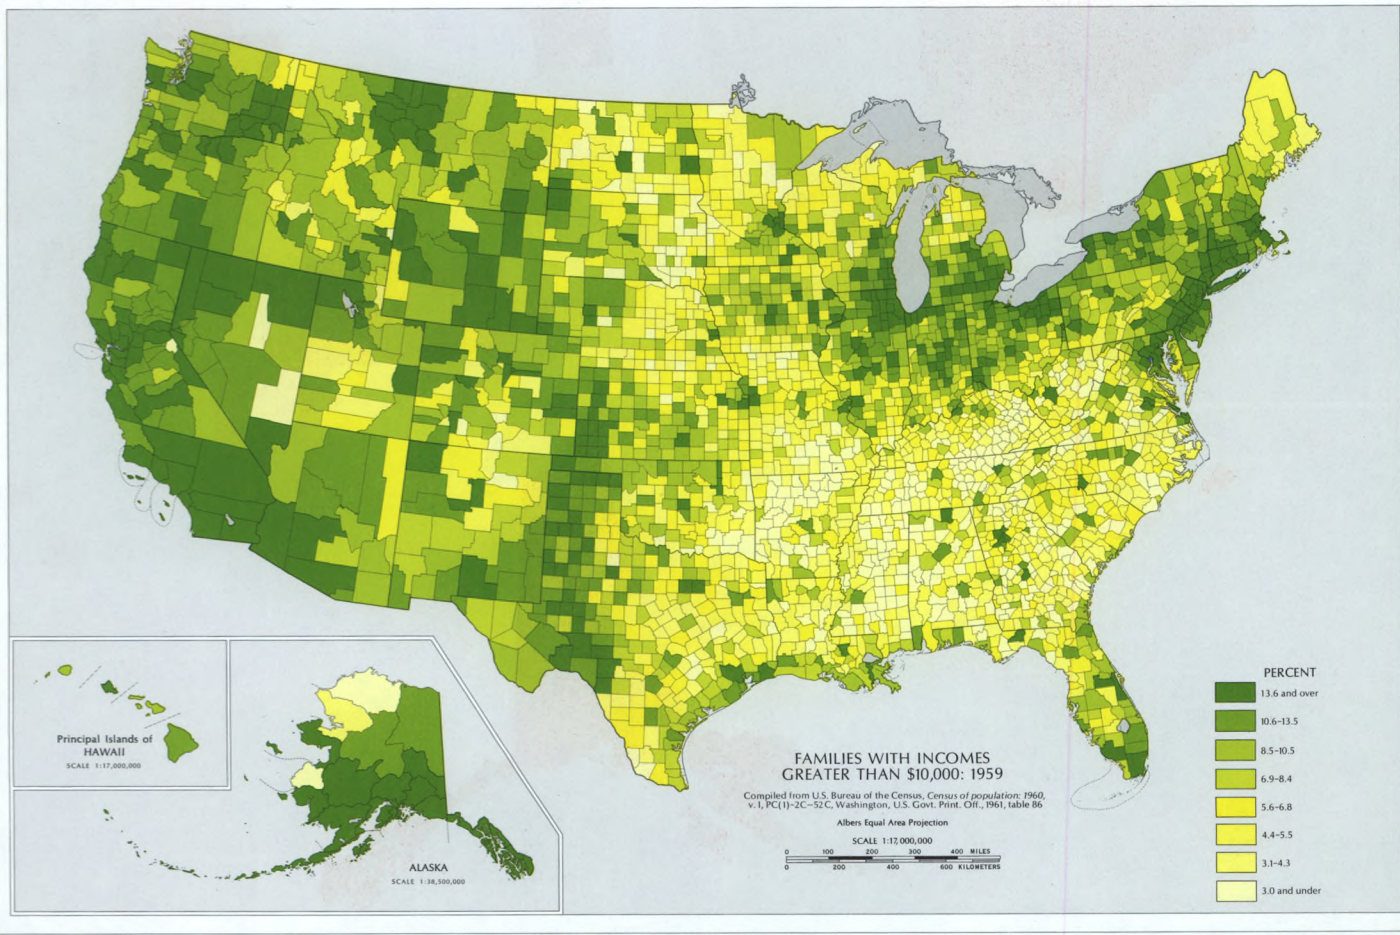 PERCENT
13.6 and over
10.6–13.5
8.5–10.5
6.9–8.4
5.6–6.8
4.4–5.5
3.1–4.3
3.0 and under
Principal Islands of
HAWAII
SCALE 1:17,000,000
ALASKA
SCALE 1:38,500,000
FAMILIES WITH INCOMES
GREATER THAN $10,000: 1959
Compiled from U.S. Bureau of the Census, Census of population: 1960,
v. 1, PC(1)–2C–52C, Washington, U.S. Govt. Print. Off., 1961, table 86
Albers Equal Area Projection
SCALE 1:17,000,000
0 100 200 300 400 MILES
0 200 400 600 KILOMETERS